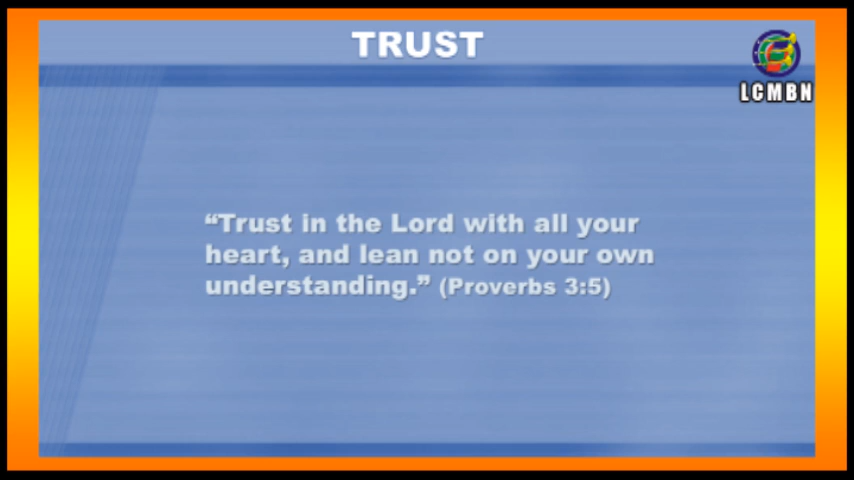 TRUST
LCMBN
“Trust in the Lord with all your
heart, and lean not on your own
understanding.” (Proverbs 3:5)